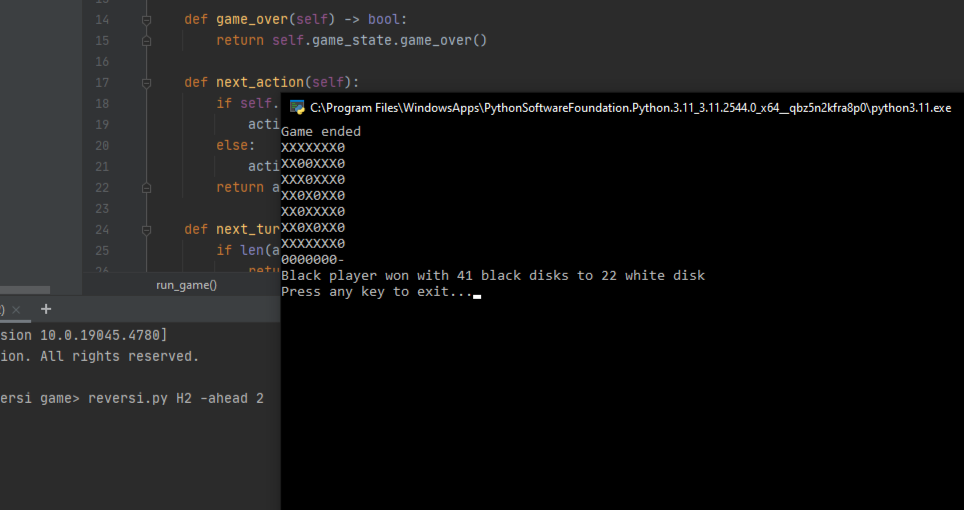 14 def game_over(self) -> bool:
15 return self.game_state.game_over()
16
17 def next_action(self):
18 if self.
19 acti
20 else:
21 acti
22 return a
23
24 def next_tur
25 if len(a
26 retu
run_game()
sion 10.0.19045.4780]
ion. All rights reserved.
ersi game> reversi.py H2 -ahead 2
C:\Program Files\WindowsApps\PythonSoftwareFoundation.Python.3.11_3.11.2544.0_x64__qbz5n2kfra8p0\python3.11.exe
Game ended
XXXXXXX0
XX00XXX0
XXX0XXX0
XX0X0XX0
XX0XXXX0
XX0X0XX0
XXXXXXX0
0000000-
Black player won with 41 black disks to 22 white disk
Press any key to exit...